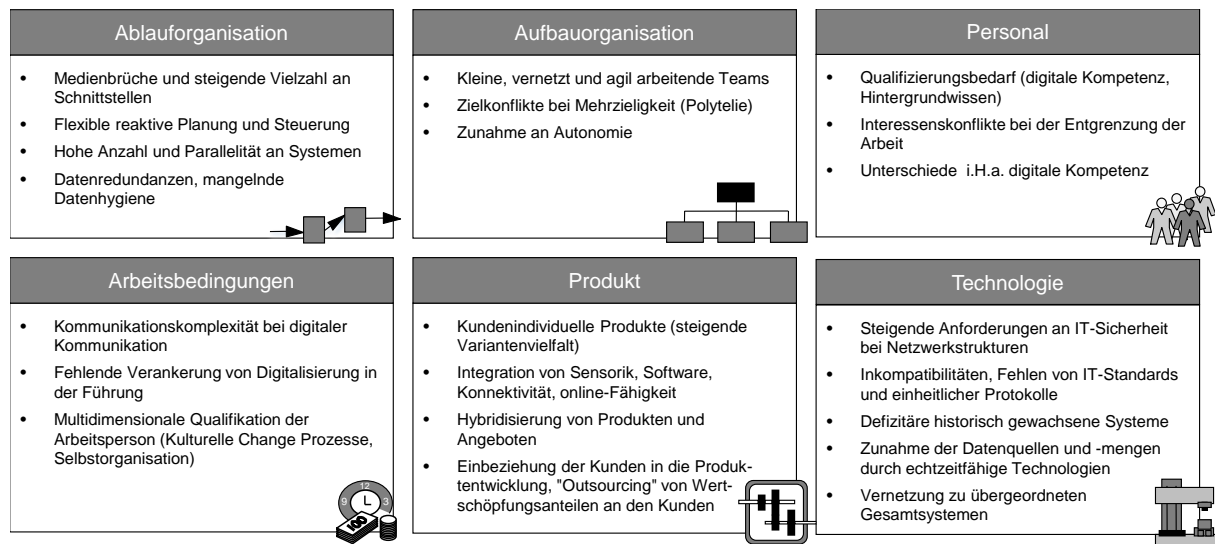 Ablauforganisation
• Medienbrüche und steigende Vielzahl an
Schnittstellen
• Flexible reaktive Planung und Steuerung
• Hohe Anzahl und Parallelität an Systemen
• Datenredundanzen, mangelnde
Datenhygiene
Aufbauorganisation
• Kleine, vernetzt und agil arbeitende Teams
• Zielkonflikte bei Mehrzieligkeit (Polytelie)
• Zunahme an Autonomie
Personal
• Qualifizierungsbedarf (digitale Kompetenz,
Hintergrundwissen)
• Interessenskonflikte bei der Entgrenzung der
Arbeit
• Unterschiede i.H.a. digitale Kompetenz
Arbeitsbedingungen
• Kommunikationskomplexität bei digitaler
Kommunikation
• Fehlende Verankerung von Digitalisierung in
der Führung
• Multidimensionale Qualifikation der
Arbeitsperson (Kulturelle Change Prozesse,
Selbstorganisation)
12
9 3
100
Produkt
• Kundenindividuelle Produkte (steigende
Variantenvielfalt)
• Integration von Sensorik, Software,
Konnektivität, online-Fähigkeit
• Hybridisierung von Produkten und
Angeboten
• Einbeziehung der Kunden in die Produk-
tentwicklung, "Outsourcing" von Wert-
schöpfungsanteilen an den Kunden
Technologie
• Steigende Anforderungen an IT-Sicherheit
bei Netzwerkstrukturen
• Inkompatibilitäten, Fehlen von IT-Standards
und einheitlicher Protokolle
• Defizitäre historisch gewachsene Systeme
• Zunahme der Datenquellen und -mengen
durch echtzeitfähige Technologien
• Vernetzung zu übergeordneten
Gesamtsystemen